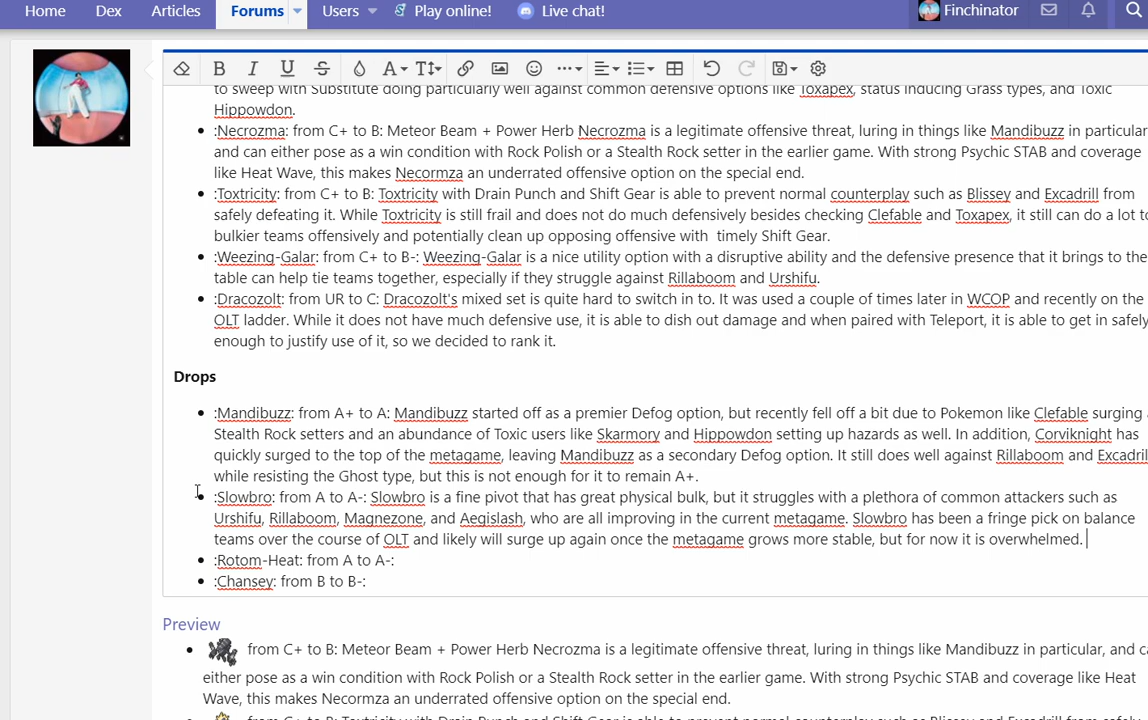 Home Dex Articles Forums Users Play online! Live chat! Finchinator
to sweep with Substitute doing particularly well against common defensive options like Toxapex, status inducing Grass types, and Toxic
Hippowdon.
:Necrozma: from C+ to B: Meteor Beam + Power Herb Necrozma is a legitimate offensive threat, luring in things like Mandibuzz in particular
and can either pose as a win condition with Rock Polish or a Stealth Rock setter in the earlier game. With strong Psychic STAB and coverage
like Heat Wave, this makes Necormza an underrated offensive option on the special end.
:Toxtricity: from C+ to B: Toxtricity with Drain Punch and Shift Gear is able to prevent normal counterplay such as Blissey and Excadrill from
safely defeating it. While Toxtricity is still frail and does not do much defensively besides checking Clefable and Toxapex, it still can do a lot to
bulkier teams offensively and potentially clean up opposing offensive with  timely Shift Gear.
:Weezing-Galar: from C+ to B-: Weezing-Galar is a nice utility option with a disruptive ability and the defensive presence that it brings to the
table can help tie teams together, especially if they struggle against Rillaboom and Urshifu.
:Dracozolt: from UR to C: Dracozolt's mixed set is quite hard to switch in to. It was used a couple of times later in WCOP and recently on the
OLT ladder. While it does not have much defensive use, it is able to dish out damage and when paired with Teleport, it is able to get in safely
enough to justify use of it, so we decided to rank it.
Drops
:Mandibuzz: from A+ to A: Mandibuzz started off as a premier Defog option, but recently fell off a bit due to Pokemon like Clefable surging
Stealth Rock setters and an abundance of Toxic users like Skarmory and Hippowdon setting up hazards as well. In addition, Corviknight has
quickly surged to the top of the metagame, leaving Mandibuzz as a secondary Defog option. It still does well against Rillaboom and Excadril
while resisting the Ghost type, but this is not enough for it to remain A+.
:Slowbro: from A to A-: Slowbro is a fine pivot that has great physical bulk, but it struggles with a plethora of common attackers such as
Urshifu, Rillaboom, Magnezone, and Aegislash, who are all improving in the current metagame. Slowbro has been a fringe pick on balance
teams over the course of OLT and likely will surge up again once the metagame grows more stable, but for now it is overwhelmed.
:Rotom-Heat: from A to A-:
:Chansey: from B to B-:
Preview
from C+ to B: Meteor Beam + Power Herb Necrozma is a legitimate offensive threat, luring in things like Mandibuzz in particular, and
either pose as a win condition with Rock Polish or a Stealth Rock setter in the earlier game. With strong Psychic STAB and coverage like Heat
Wave, this makes Necormza an underrated offensive option on the special end.